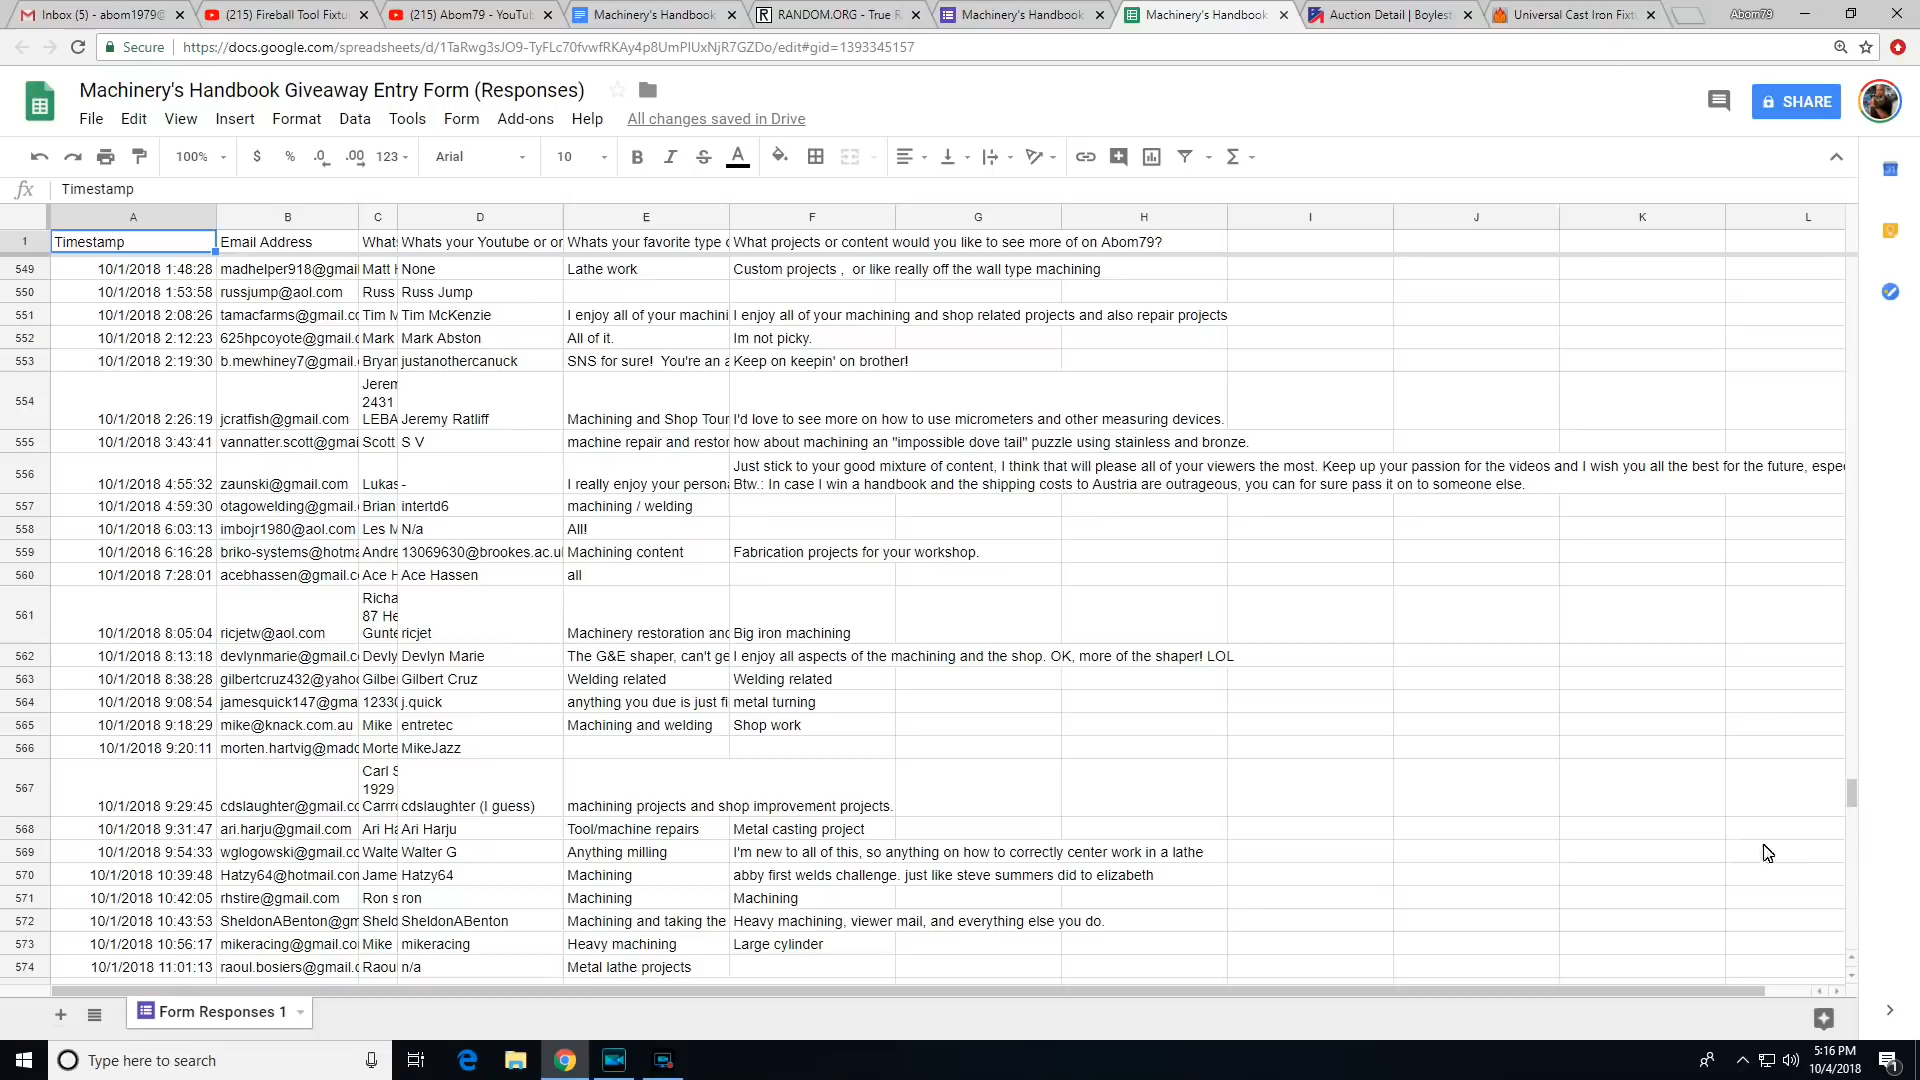 Inbox (5) - abom1979@
(215) Fireball Tool Fixtu
(215) Abom79 - YouTu
Machinery's Handbook
RANDOM.ORG - True R
Machinery's Handbook
Machinery's Handbook
Auction Detail | Boylest
Universal Cast Iron Fixt
Abom79
Secure
https://docs.google.com/spreadsheets/d/1TaRwg3sJO9-TyFLc70fvwfRKAy4p8UmPIUxNjR7GZDo/edit#gid=1393345157
Machinery's Handbook Giveaway Entry Form (Responses)
SHARE
File Edit View Insert Format Data Tools Form Add-ons Help All changes saved in Drive
100% $ % .0 .00 123 Arial 10 B I S A Σ
fx Timestamp
A B C D E F G H I J K L
1 Timestamp Email Address Whats Whats your Youtube or or Whats your favorite type What projects or content would you like to see more of on Abom79?
549 10/1/2018 1:48:28 madhelper918@gmai Matt None Lathe work Custom projects , or like really off the wall type machining
550 10/1/2018 1:53:58 russjump@aol.com Russ Russ Jump
551 10/1/2018 2:08:26 tamacfarms@gmail.co Tim M Tim McKenzie I enjoy all of your machini I enjoy all of your machining and shop related projects and also repair projects
552 10/1/2018 2:12:23 625hpcoyote@gmail. Mark Mark Abston All of it. Im not picky.
553 10/1/2018 2:19:30 b.mewhiney7@gmail. Bryan justanothercanuck SNS for sure! You're an a Keep on keepin' on brother!
Jerem
2431
554 10/1/2018 2:26:19 jcratfish@gmail.com LEBA Jeremy Ratliff Machining and Shop Tour I'd love to see more on how to use micrometers and other measuring devices.
555 10/1/2018 3:43:41 vannatter.scott@gmai Scott S V machine repair and restor how about machining an "impossible dove tail" puzzle using stainless and bronze.
Just stick to your good mixture of content, I think that will please all of your viewers the most. Keep up your passion for the videos and I wish you all the best for the future, espe
556 10/1/2018 4:55:32 zaunski@gmail.com Lukas - I really enjoy your persona Btw.: In case I win a handbook and the shipping costs to Austria are outrageous, you can for sure pass it on to someone else.
557 10/1/2018 4:59:30 otagowelding@gmail. Brian intertd6 machining / welding
558 10/1/2018 6:03:13 imbojr1980@aol.com Les M N/a All!
559 10/1/2018 6:16:28 briko-systems@hotma Andre 13069630@brookes.ac.u Machining content Fabrication projects for your workshop.
560 10/1/2018 7:28:01 acebhassen@gmail.c Ace H Ace Hassen all
Richa
87 He
561 10/1/2018 8:05:04 ricjetw@aol.com Gunte ricjet Machinery restoration and Big iron machining
562 10/1/2018 8:13:18 devlynmarie@gmail.c Devly Devlyn Marie The G&E shaper, can't ge I enjoy all aspects of the machining and the shop. OK, more of the shaper! LOL
563 10/1/2018 8:38:28 gilbertcruz432@yaho Gilbe Gilbert Cruz Welding related Welding related
564 10/1/2018 9:08:54 jamesquick147@gma 1233 j.quick anything you due is just fi metal turning
565 10/1/2018 9:18:29 mike@knack.com.au Mike entretec Machining and welding Shop work
566 10/1/2018 9:20:11 morten.hartvig@madc Morte MikeJazz
Carl S
1929
567 10/1/2018 9:29:45 cdslaughter@gmail.co Carrro cdslaughter (I guess) machining projects and shop improvement projects.
568 10/1/2018 9:31:47 ari.harju@gmail.com Ari Ha Ari Harju Tool/machine repairs Metal casting project
569 10/1/2018 9:54:33 wglogowski@gmail.cc Walte Walter G Anything milling I'm new to all of this, so anything on how to correctly center work in a lathe
570 10/1/2018 10:39:48 Hatzy64@hotmail.con Jame Hatzy64 Machining abby first welds challenge. just like steve summers did to elizabeth
571 10/1/2018 10:42:05 rhstire@gmail.com Ron s ron Machining Machining
572 10/1/2018 10:43:53 SheldonABenton@gm Sheld SheldonABenton Machining and taking the Heavy machining, viewer mail, and everything else you do.
573 10/1/2018 10:56:17 mikeracing@gmail.co Mike mikeracing Heavy machining Large cylinder
574 10/1/2018 11:01:13 raoul.bosiers@gmail.c Raou n/a Metal lathe projects
Form Responses 1
Type here to search
5:16 PM
10/4/2018
1